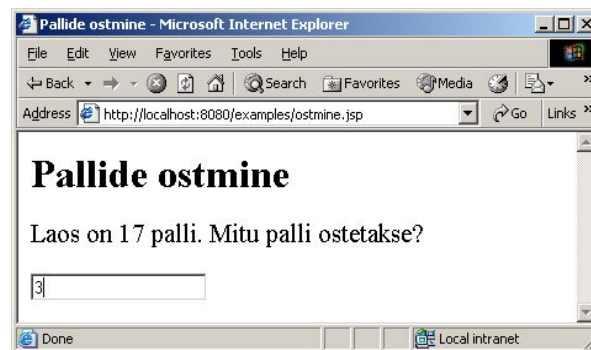 Pallide ostmine - Microsoft Internet Explorer
File Edit View Favorites Tools Help
Back Search Favorites Media »
Address http://localhost:8080/examples/ostmine.jsp Go Links »
Pallide ostmine
Laos on 17 palli. Mitu palli ostetakse?
3
Done Local intranet